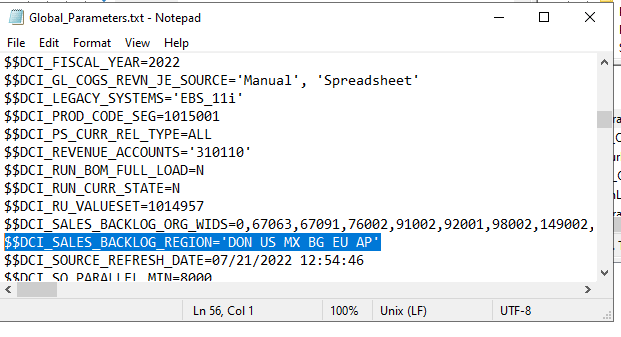 Global_Parameters.txt - Notepad
File Edit Format View Help
$$DCI_FISCAL_YEAR=2022
$$DCI_GL_COGS_REVN_JE_SOURCE='Manual', 'Spreadsheet'
$$DCI_LEGACY_SYSTEMS='EBS_11i'
$$DCI_PROD_CODE_SEG=1015001
$$DCI_PS_CURR_REL_TYPE=ALL
$$DCI_REVENUE_ACCOUNTS='310110'
$$DCI_RUN_BOM_FULL_LOAD=N
$$DCI_RUN_CURR_STATE=N
$$DCI_RU_VALUESET=1014957
$$DCI_SALES_BACKLOG_ORG_WIDS=0,67063,67091,76002,91002,92001,98002,149002,
$$DCI_SALES_BACKLOG_REGION='DON US MX BG EU AP'
$$DCI_SOURCE_REFRESH_DATE=07/21/2022 12:54:46
$$DCI_SO_PARALLEL_MIN=8000
Ln 56, Col 1 100% Unix (LF) UTF-8